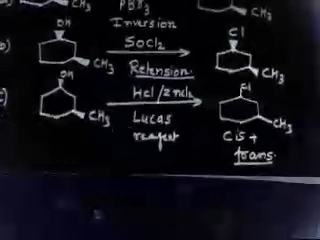 CH3 PBr3 CH3
Inversion
b) OH SOCl2 Cl
CH3 Retension CH3
c) OH HCl/ZnCl2 Cl
CH3 Lucas CH3
reagent Cis +
trans